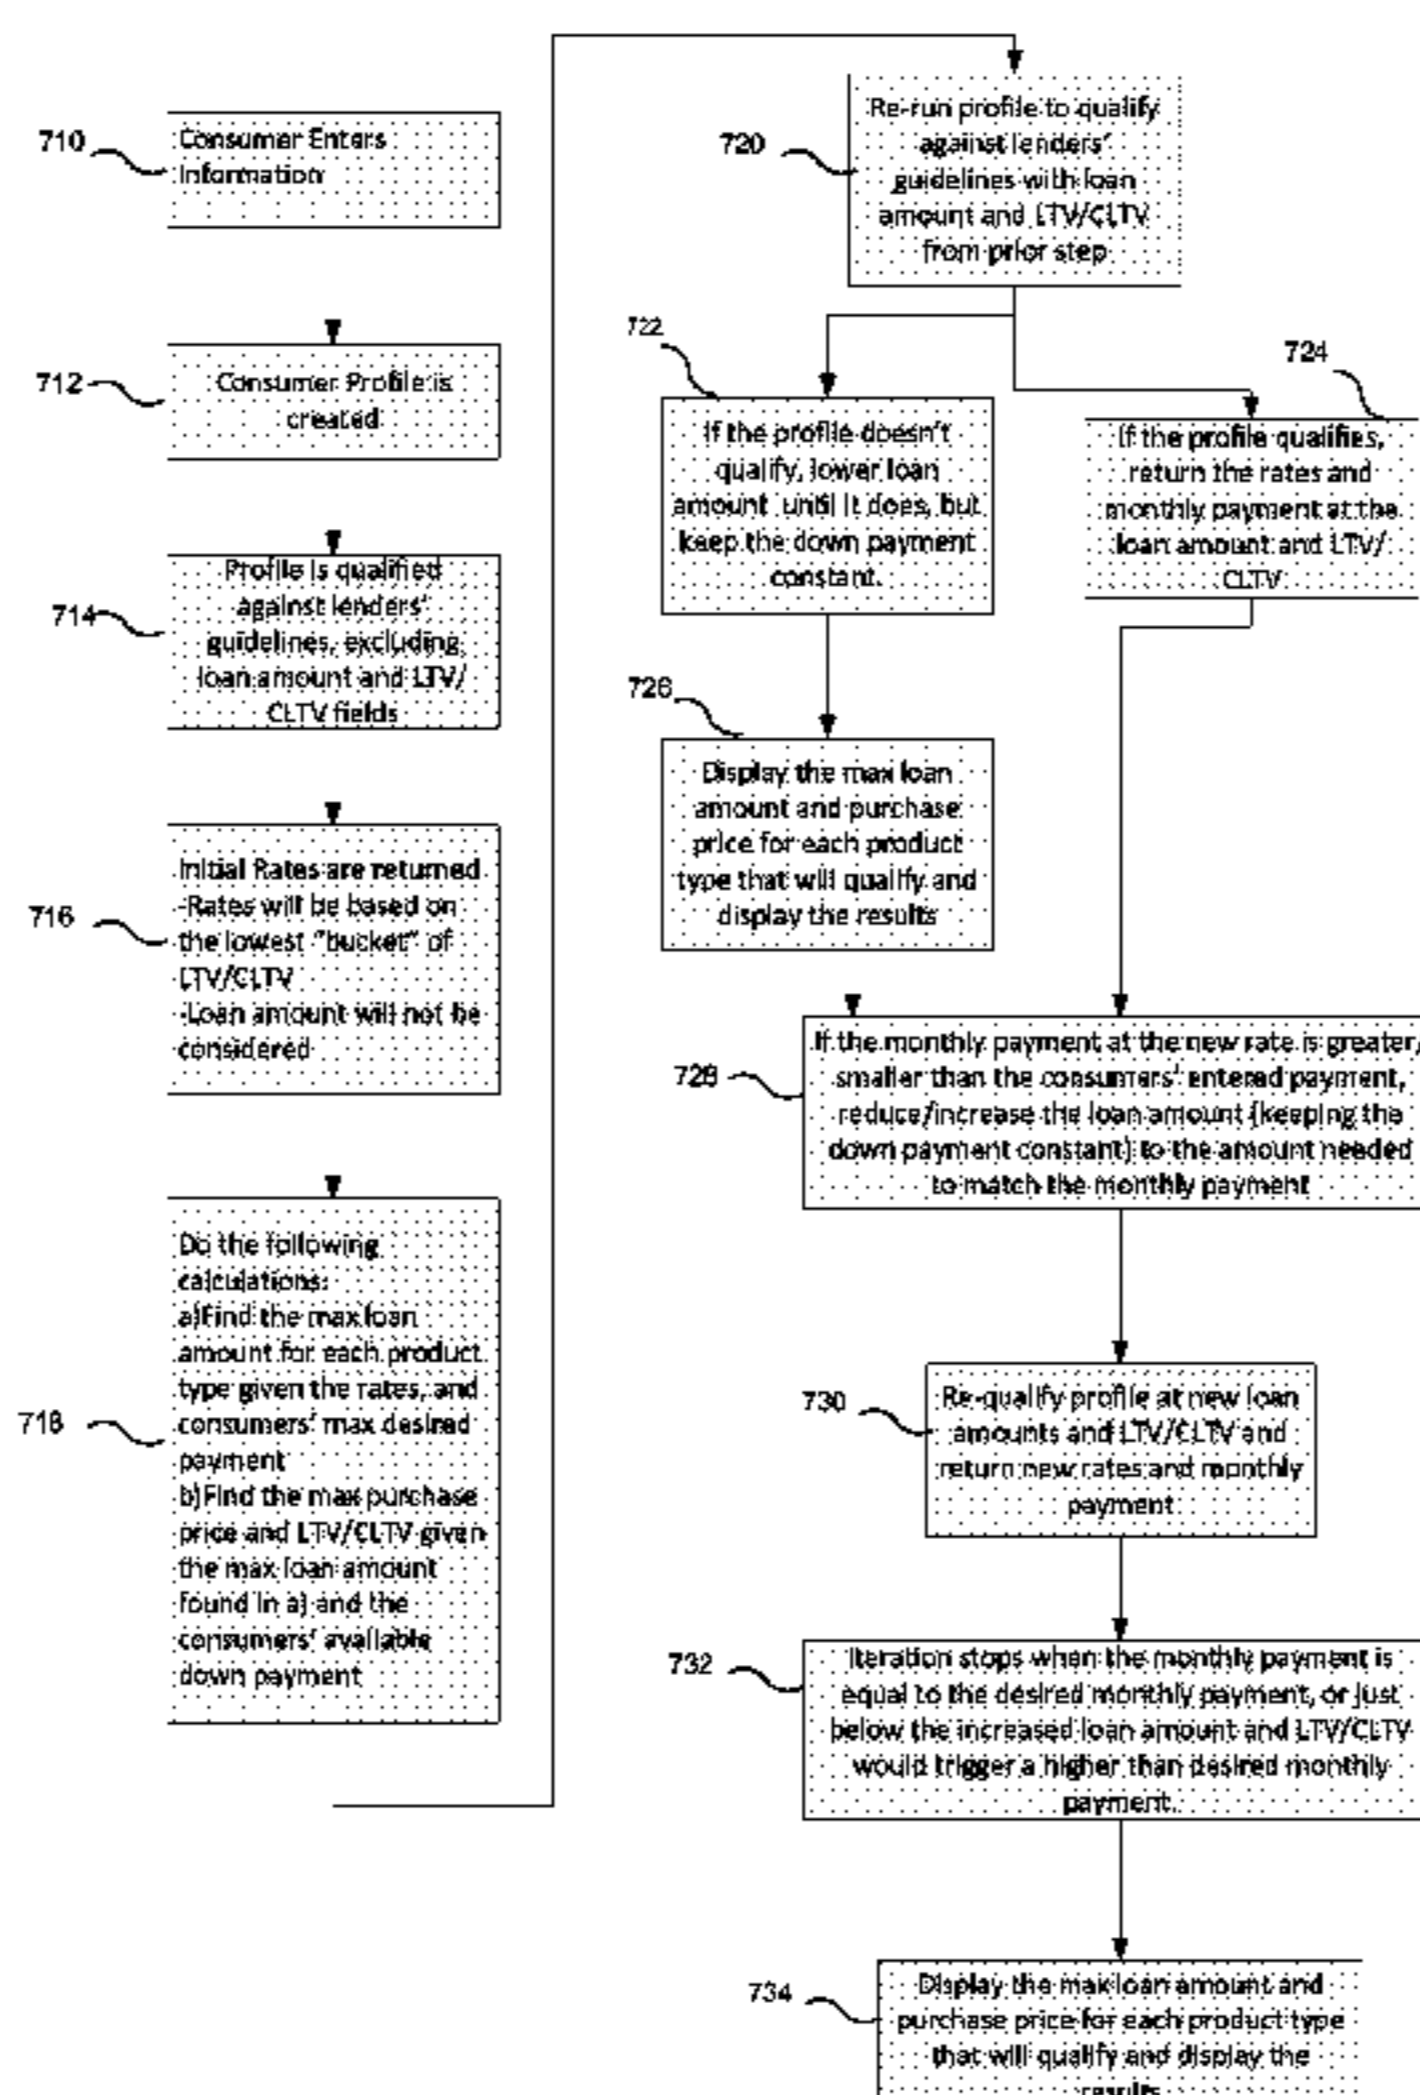 710
Consumer Enters
Information
712
Consumer Profile is
created
714
Profile is qualified
against lenders'
guidelines, excluding
loan amount and LTV/
CLTV fields
716
Initial Rates are returned
-Rates will be based on
the lowest "bucket" of
LTV/CLTV
-Loan amount will not be
considered
718
Do the following
calculations:
a)Find the max loan
amount for each product
type given the rates, and
consumers' max desired
payment
b)Find the max purchase
price and LTV/CLTV given
the max loan amount
found in a) and the
consumers' available
down payment
720
Re-run profile to qualify
against lenders'
guidelines with loan
amount and LTV/CLTV
from prior step
722
If the profile doesn't
qualify, lower loan
amount until it does, but
keep the down payment
constant.
724
If the profile qualifies,
return the rates and
monthly payment at the
loan amount and LTV/
CLTV
726
Display the max loan
amount and purchase
price for each product
type that will qualify and
display the results
728
If the monthly payment at the new rate is greater,
smaller than the consumers' entered payment,
reduce/increase the loan amount (keeping the
down payment constant) to the amount needed
to match the monthly payment
730
Re-qualify profile at new loan
amounts and LTV/CLTV and
return new rates and monthly
payment
732
Iteration stops when the monthly payment is
equal to the desired monthly payment, or just
below the increased loan amount and LTV/CLTV
would trigger a higher than desired monthly
payment.
734
Display the max loan amount and
purchase price for each product type
that will qualify and display the
results